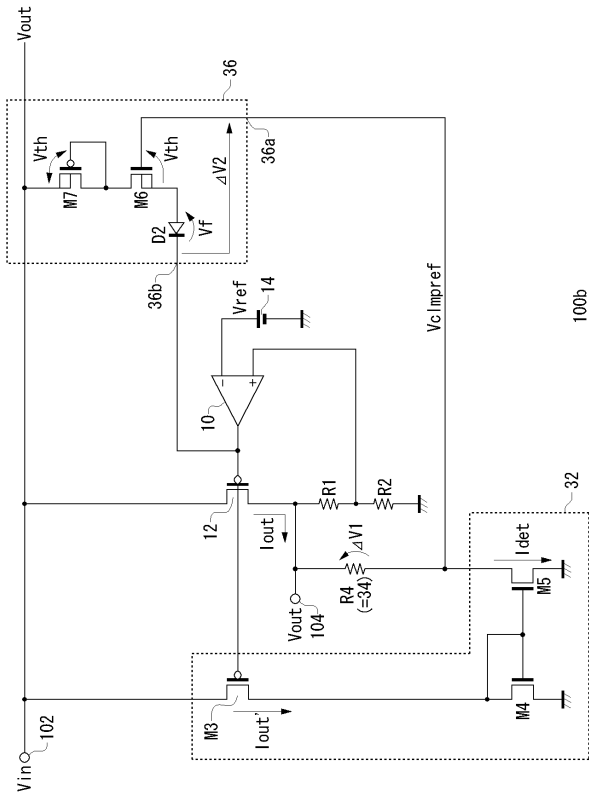 Vin
102
Vout
36
Vth
M7
M6
Vth
ΔV2
36a
D2
Vf
36b
Vref
14
10
−
+
Vclmpref
100b
12
Iout
R1
R2
ΔV1
R4
(=34)
Vout
104
32
M3
Iout'
Idet
M5
M4